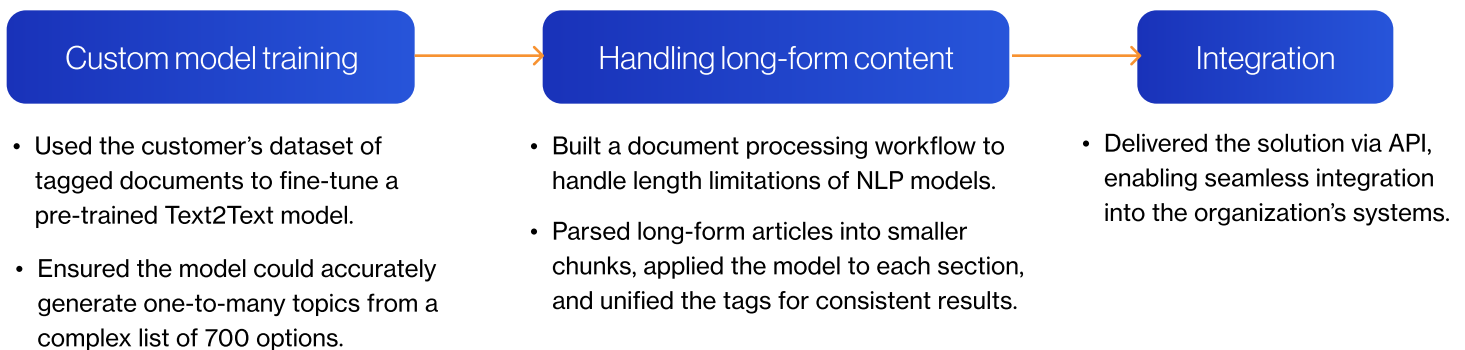 Custom model training
• Used the customer’s dataset of
tagged documents to fine-tune a
pre-trained Text2Text model.
• Ensured the model could accurately
generate one-to-many topics from a
complex list of 700 options.
Handling long-form content
• Built a document processing workflow to
handle length limitations of NLP models.
• Parsed long-form articles into smaller
chunks, applied the model to each section,
and unified the tags for consistent results.
Integration
• Delivered the solution via API,
enabling seamless integration
into the organization’s systems.